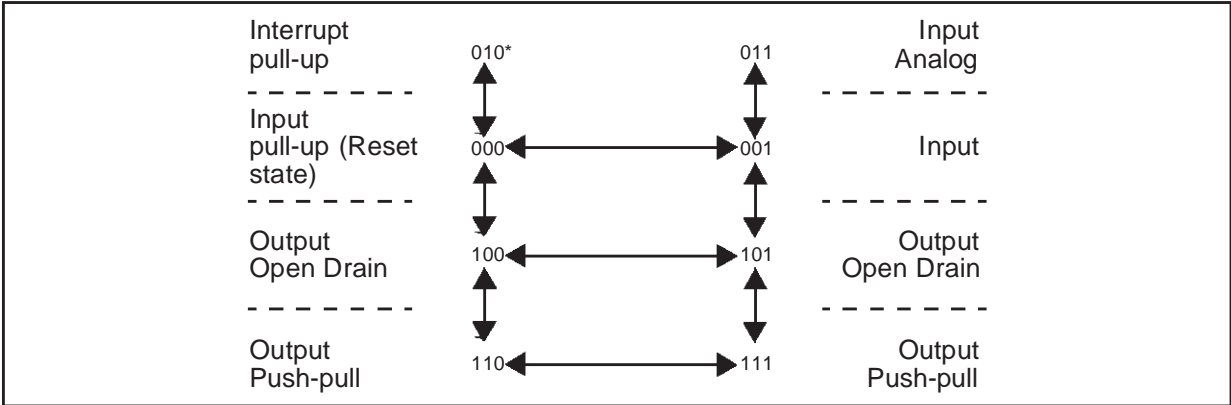 Interrupt
pull-up
010*
011
Input
Analog
Input
pull-up (Reset
state)
000
001
Input
Output
Open Drain
100
101
Output
Open Drain
Output
Push-pull
110
111
Output
Push-pull